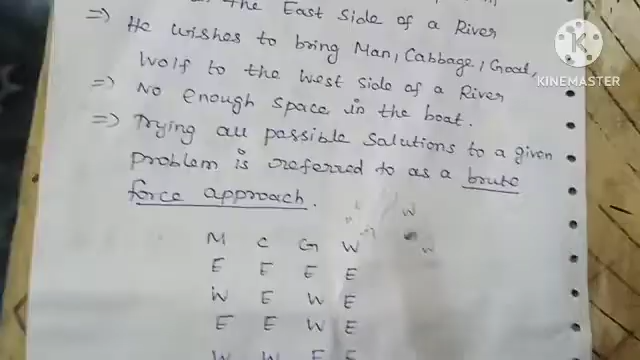 the East side of a River
=> He wishes to bring Man, Cabbage, Goat,
Wolf to the West side of a River
=> No enough space in the boat.
=> Trying all possible solutions to a given
problem is referred to as a brute
force approach.
M C G W
E E E E
W E W E
E E W E
W W E E
K
KINEMASTER